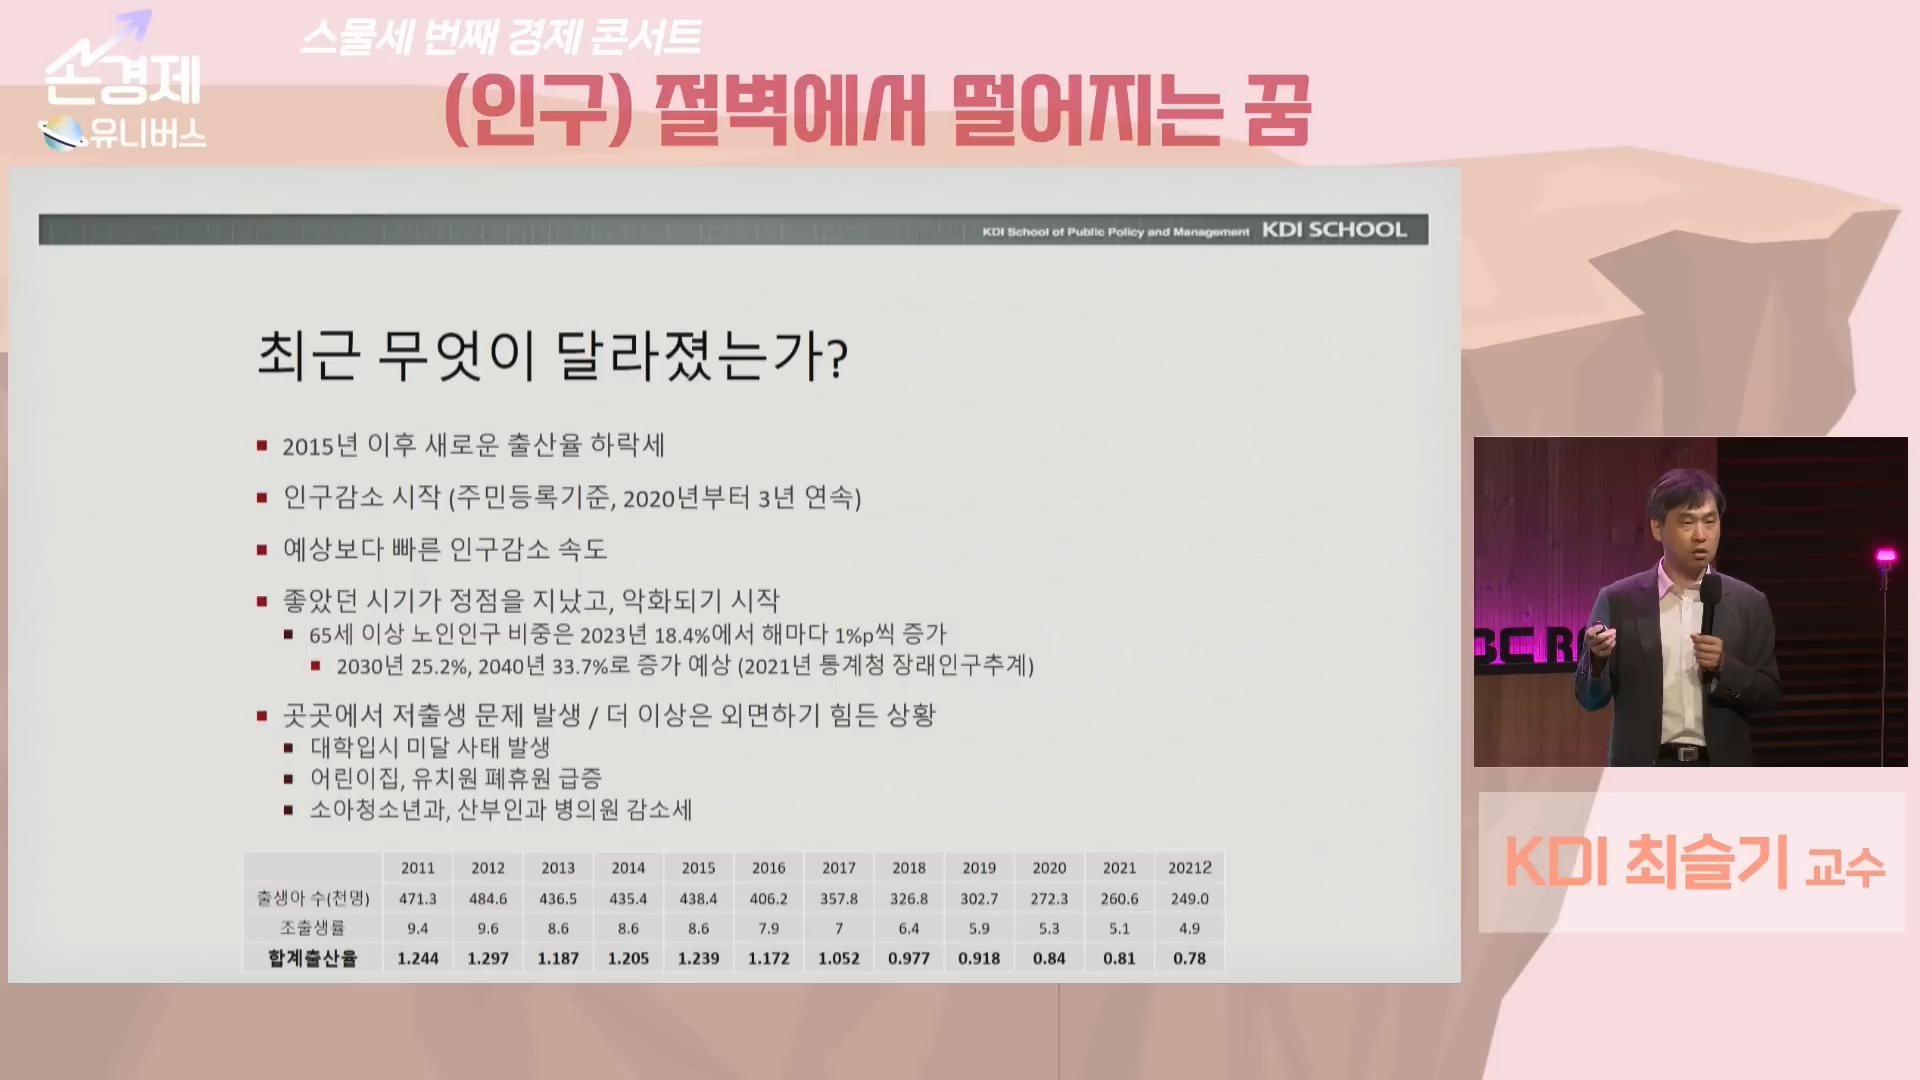 손경제
유니버스
스물세 번째 경제 콘서트
(인구) 절벽에서 떨어지는 꿈
KDI School of Public Policy and Management KDI SCHOOL
최근 무엇이 달라졌는가?
2015년 이후 새로운 출산율 하락세
인구감소 시작 (주민등록기준, 2020년부터 3년 연속)
예상보다 빠른 인구감소 속도
좋았던 시기가 정점을 지났고, 악화되기 시작
65세 이상 노인인구 비중은 2023년 18.4%에서 해마다 1%p씩 증가
2030년 25.2%, 2040년 33.7%로 증가 예상 (2021년 통계청 장래인구추계)
곳곳에서 저출생 문제 발생 / 더 이상은 외면하기 힘든 상황
대학입시 미달 사태 발생
어린이집, 유치원 폐휴원 급증
소아청소년과, 산부인과 병의원 감소세
2011 2012 2013 2014 2015 2016 2017 2018 2019 2020 2021 20212
출생아 수(천명) 471.3 484.6 436.5 435.4 438.4 406.2 357.8 326.8 302.7 272.3 260.6 249.0
조출생률 9.4 9.6 8.6 8.6 8.6 7.9 7 6.4 5.9 5.3 5.1 4.9
합계출산율 1.244 1.297 1.187 1.205 1.239 1.172 1.052 0.977 0.918 0.84 0.81 0.78
KDI 최슬기 교수